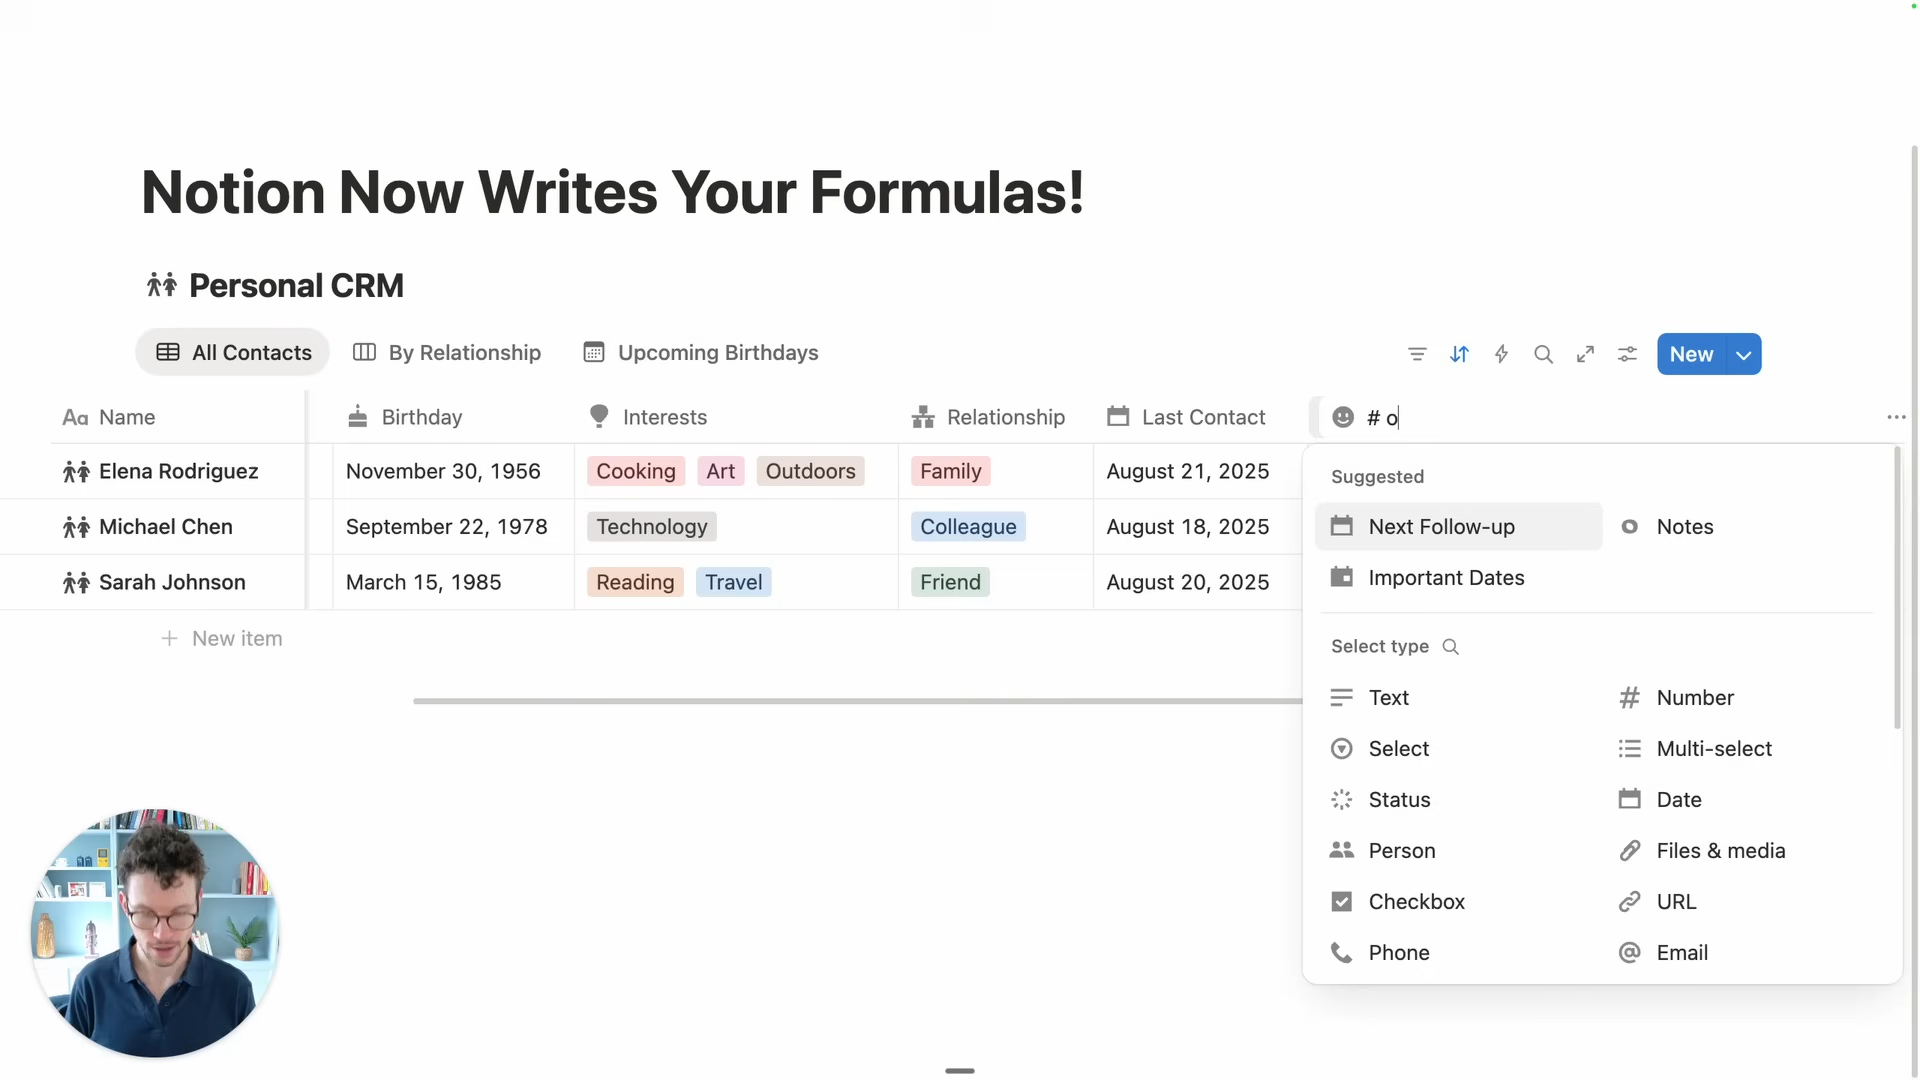 Notion Now Writes Your Formulas!
Personal CRM
All Contacts By Relationship Upcoming Birthdays New
Aa Name Birthday Interests Relationship Last Contact # o
Elena Rodriguez November 30, 1956 Cooking Art Outdoors Family August 21, 2025
Michael Chen September 22, 1978 Technology Colleague August 18, 2025
Sarah Johnson March 15, 1985 Reading Travel Friend August 20, 2025
New item
Suggested
Next Follow-up Notes
Important Dates
Select type
Text Number
Select Multi-select
Status Date
Person Files & media
Checkbox URL
Phone Email